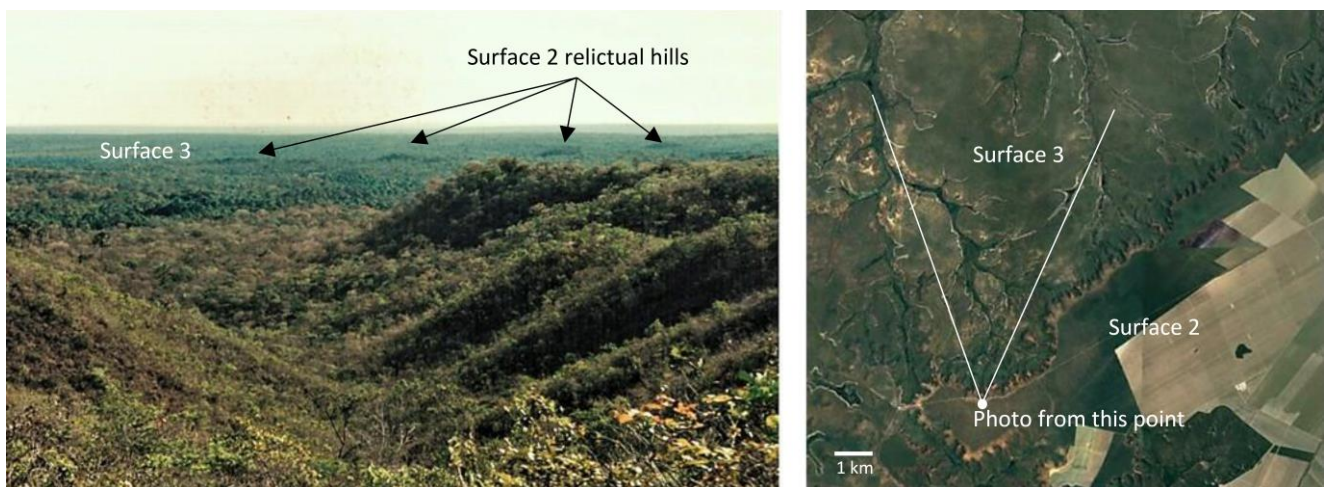 Surface 2 relictual hills
Surface 3
Surface 3
Surface 2
Photo from this point
1 km